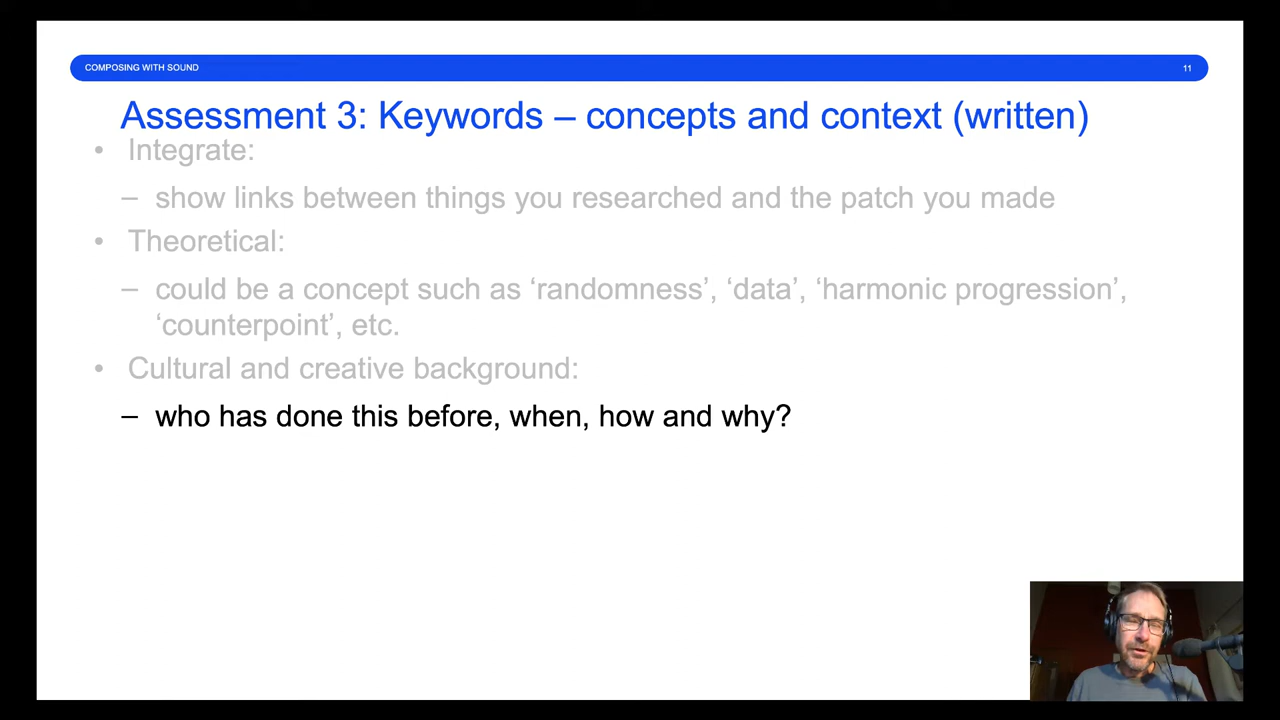 COMPOSING WITH SOUND
11
Assessment 3: Keywords – concepts and context (written)
• Integrate:
– show links between things you researched and the patch you made
• Theoretical:
– could be a concept such as ‘randomness’, ‘data’, ‘harmonic progression’,
‘counterpoint’, etc.
• Cultural and creative background:
– who has done this before, when, how and why?